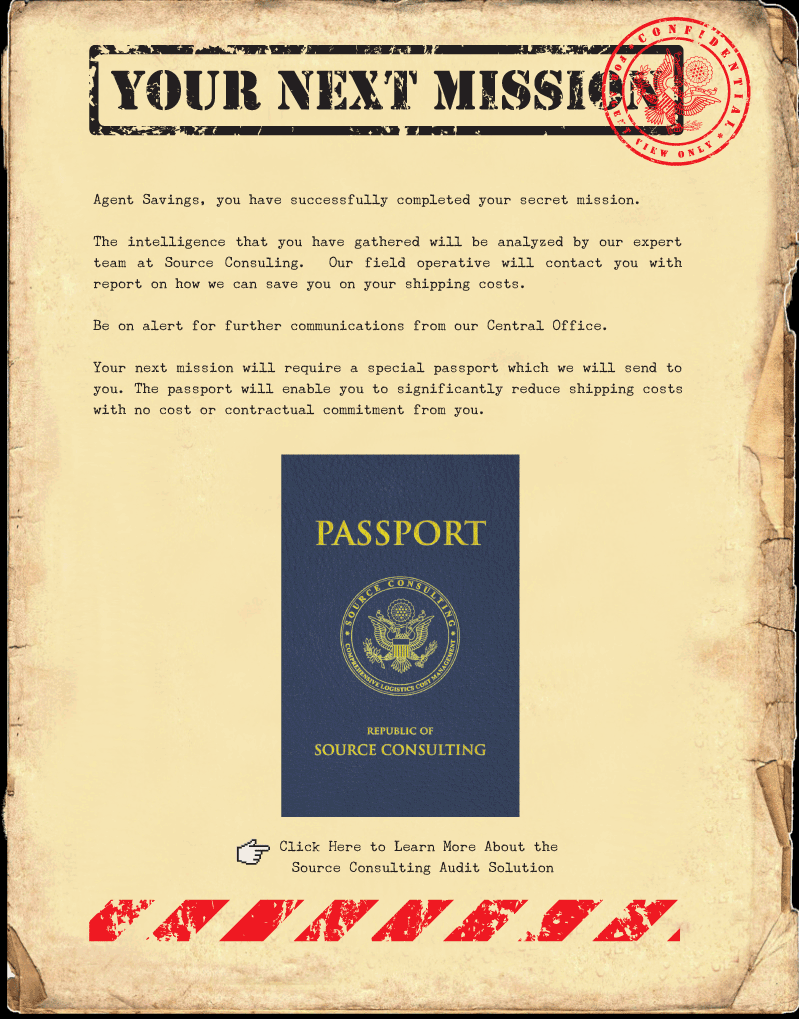 YOUR NEXT MISSION
CONFIDENTIAL
VIEW ONLY
Agent Savings, you have successfully completed your secret mission.
The intelligence that you have gathered will be analyzed by our expert
team at Source Consuling. Our field operative will contact you with
report on how we can save you on your shipping costs.
Be on alert for further communications from our Central Office.
Your next mission will require a special passport which we will send to
you. The passport will enable you to significantly reduce shipping costs
with no cost or contractual commitment from you.
PASSPORT
SOURCE CONSULTING
COMPREHENSIVE LOGISTICS COST MANAGEMENT
REPUBLIC OF
SOURCE CONSULTING
Click Here to Learn More About the
Source Consulting Audit Solution